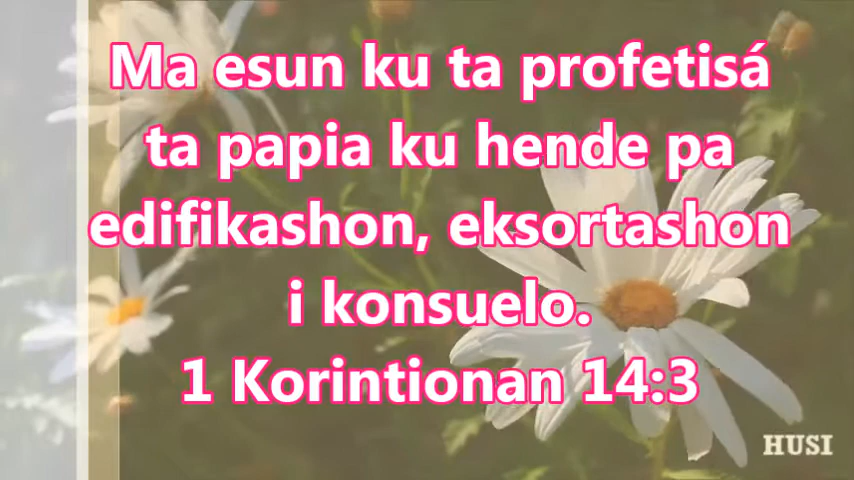 Ma esun ku ta profetisá
ta papia ku hende pa
edifikashon, eksortashon
i konsuelo.
1 Korintionan 14:3
HUSI